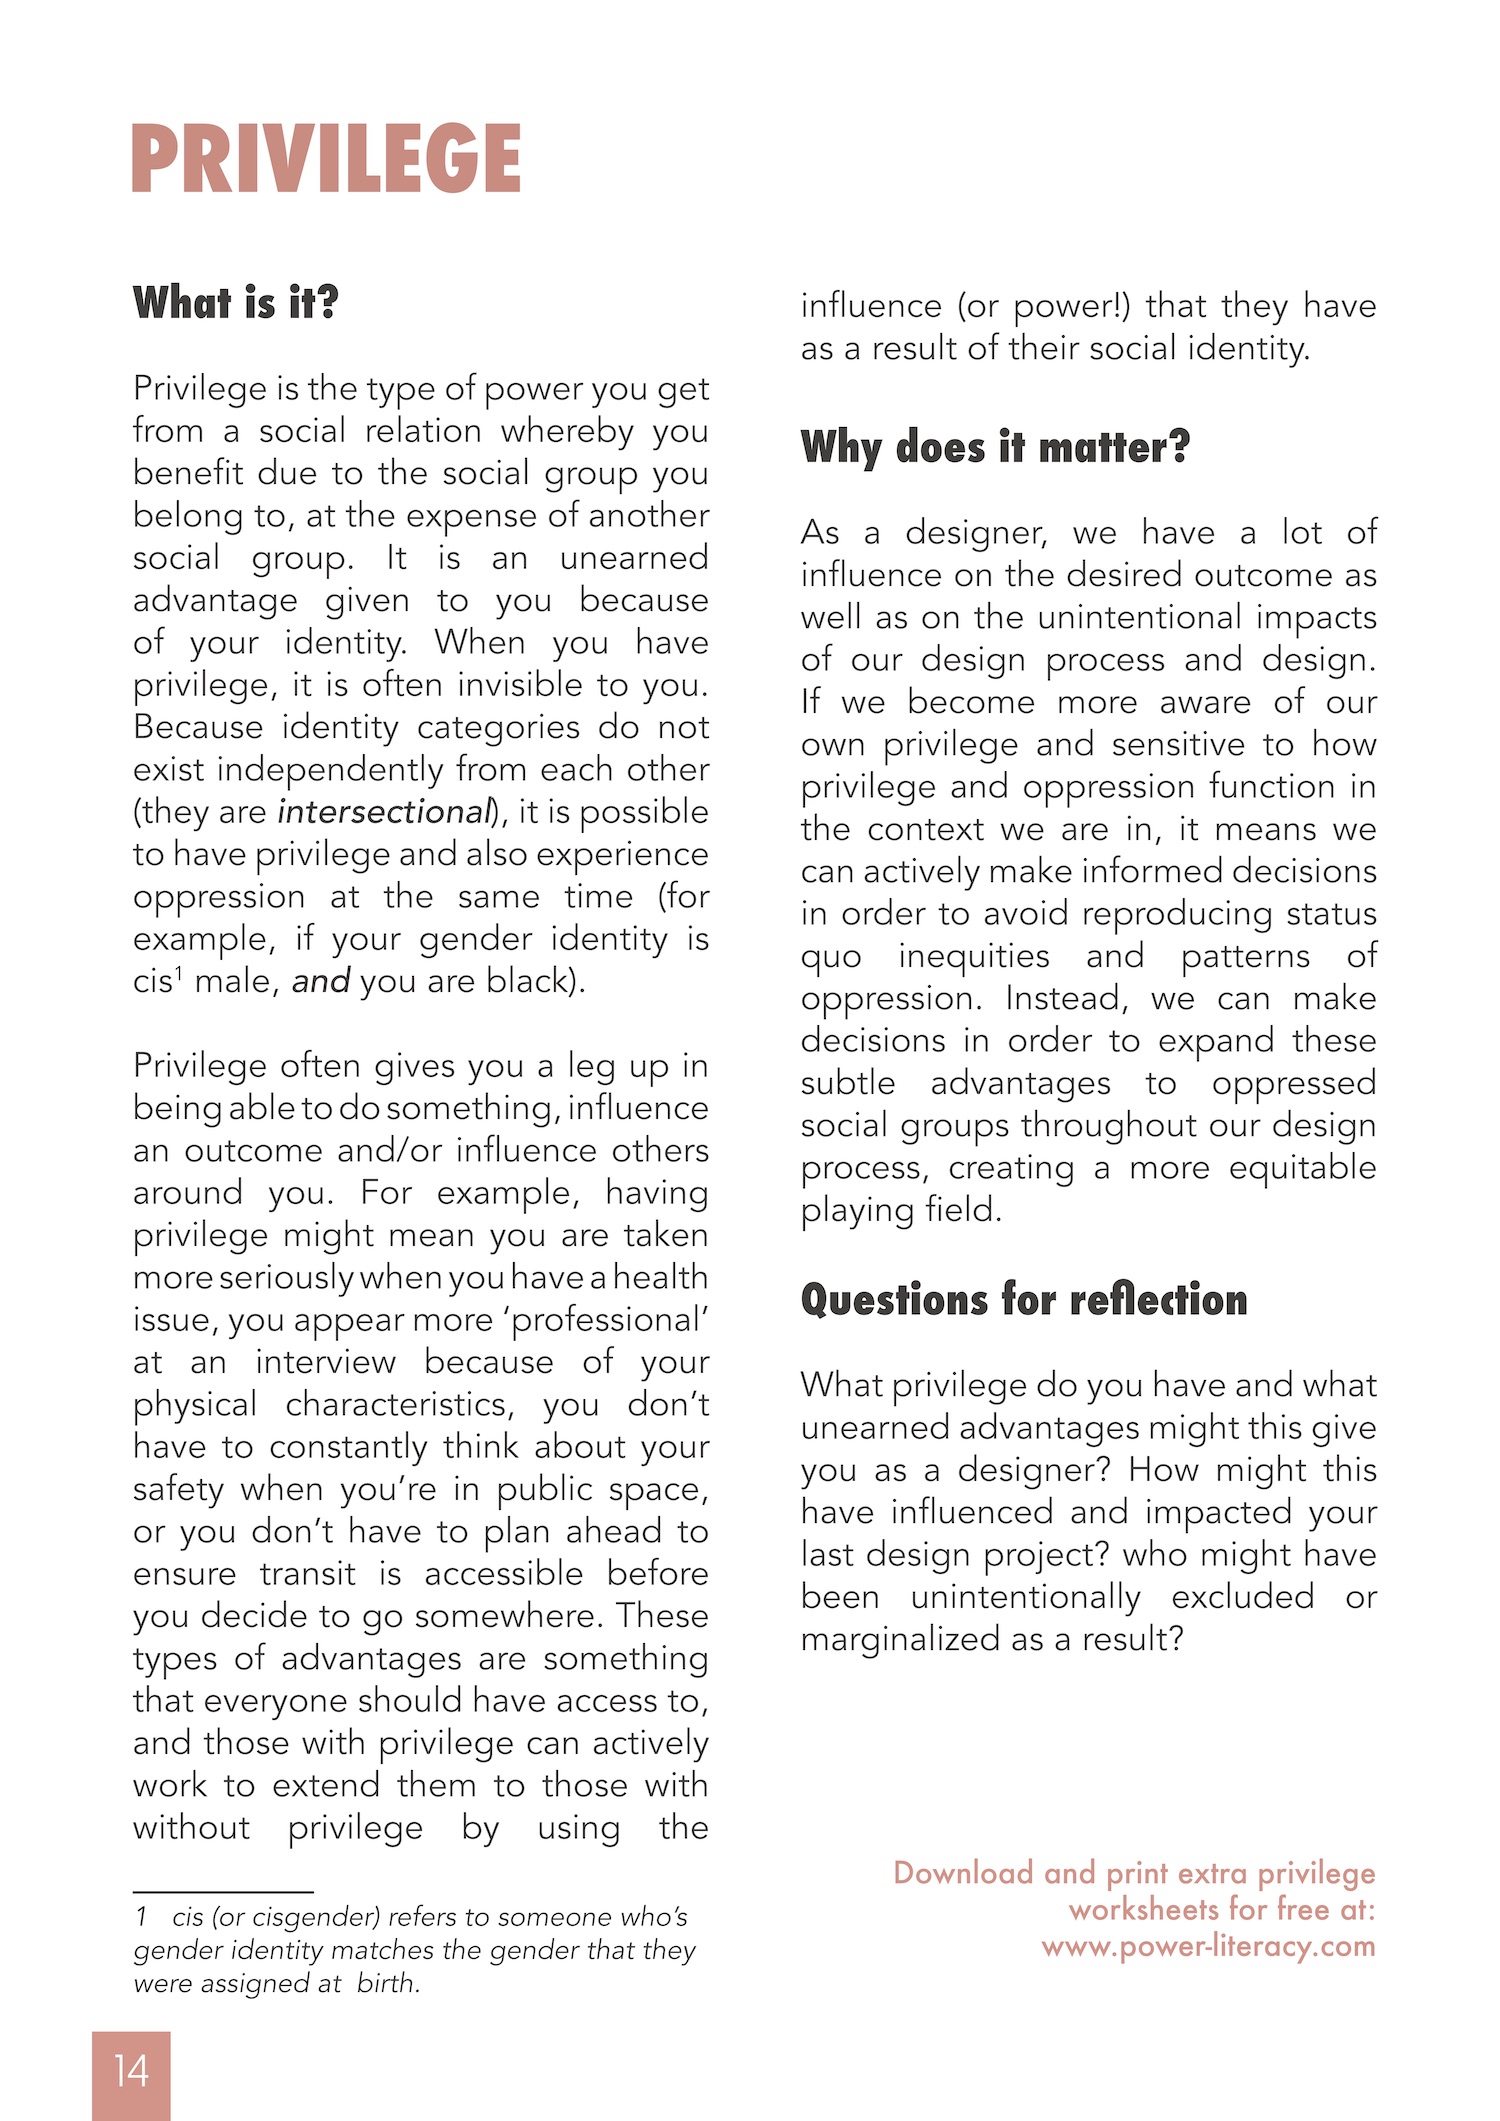 PRIVILEGE
What is it?
Privilege is the type of power you get
from a social relation whereby you
benefit due to the social group you
belong to, at the expense of another
social group. It is an unearned
advantage given to you because
of your identity. When you have
privilege, it is often invisible to you.
Because identity categories do not
exist independently from each other
(they are intersectional), it is possible
to have privilege and also experience
oppression at the same time (for
example, if your gender identity is
cis¹ male, and you are black).
Privilege often gives you a leg up in
being able to do something, influence
an outcome and/or influence others
around you. For example, having
privilege might mean you are taken
more seriously when you have a health
issue, you appear more ‘professional’
at an interview because of your
physical characteristics, you don’t
have to constantly think about your
safety when you’re in public space,
or you don’t have to plan ahead to
ensure transit is accessible before
you decide to go somewhere. These
types of advantages are something
that everyone should have access to,
and those with privilege can actively
work to extend them to those with
without privilege by using the
1 cis (or cisgender) refers to someone who’s
gender identity matches the gender that they
were assigned at birth.
influence (or power!) that they have
as a result of their social identity.
Why does it matter?
As a designer, we have a lot of
influence on the desired outcome as
well as on the unintentional impacts
of our design process and design.
If we become more aware of our
own privilege and sensitive to how
privilege and oppression function in
the context we are in, it means we
can actively make informed decisions
in order to avoid reproducing status
quo inequities and patterns of
oppression. Instead, we can make
decisions in order to expand these
subtle advantages to oppressed
social groups throughout our design
process, creating a more equitable
playing field.
Questions for reflection
What privilege do you have and what
unearned advantages might this give
you as a designer? How might this
have influenced and impacted your
last design project? who might have
been unintentionally excluded or
marginalized as a result?
Download and print extra privilege
worksheets for free at:
www.power-literacy.com
14